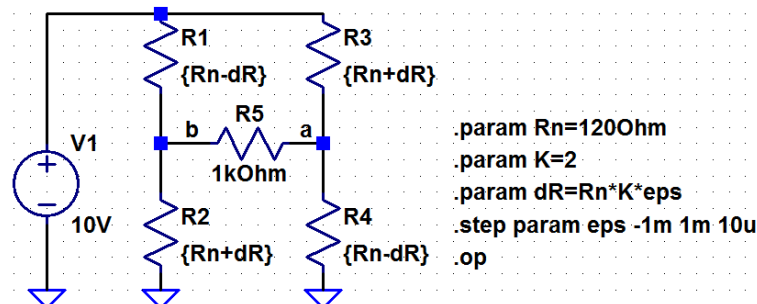 R1
{Rn-dR}
R3
{Rn+dR}
R5
b
a
1kOhm
V1
10V
R2
{Rn+dR}
R4
{Rn-dR}
.param Rn=120Ohm
.param K=2
.param dR=Rn*K*eps
.step param eps -1m 1m 10u
.op